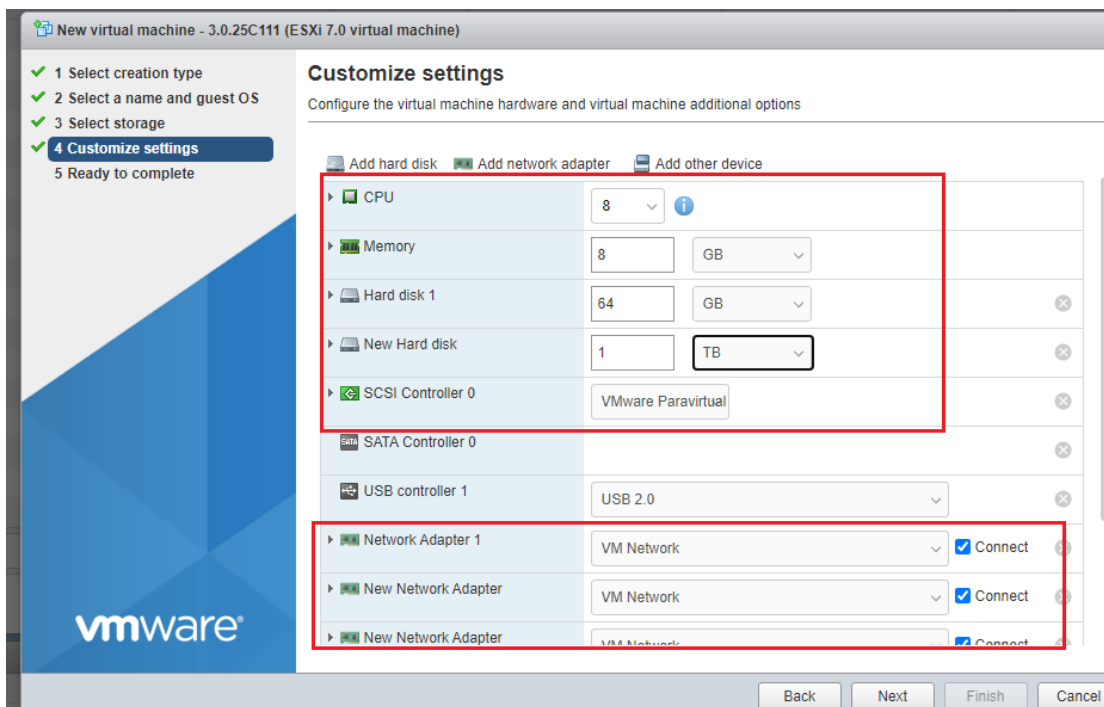 New virtual machine - 3.0.25C111 (ESXi 7.0 virtual machine)
1 Select creation type
2 Select a name and guest OS
3 Select storage
4 Customize settings
5 Ready to complete
vmware®
Customize settings
Configure the virtual machine hardware and virtual machine additional options
Add hard disk Add network adapter Add other device
CPU 8
Memory 8 GB
Hard disk 1 64 GB
New Hard disk 1 TB
SCSI Controller 0 VMware Paravirtual
SATA SATA Controller 0
USB controller 1 USB 2.0
Network Adapter 1 VM Network Connect
New Network Adapter VM Network Connect
New Network Adapter VM Network Connect
Back Next Finish Cancel